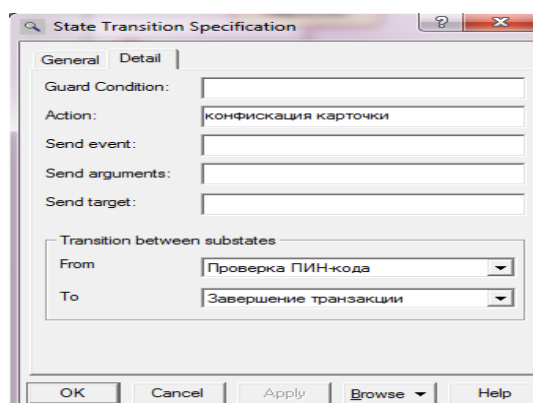 State Transition Specification
General Detail
Guard Condition:
Action: конфискация карточки
Send event:
Send arguments:
Send target:
Transition between substates
From Проверка ПИН-кода
To Завершение транзакции
OK Cancel Apply Browse Help